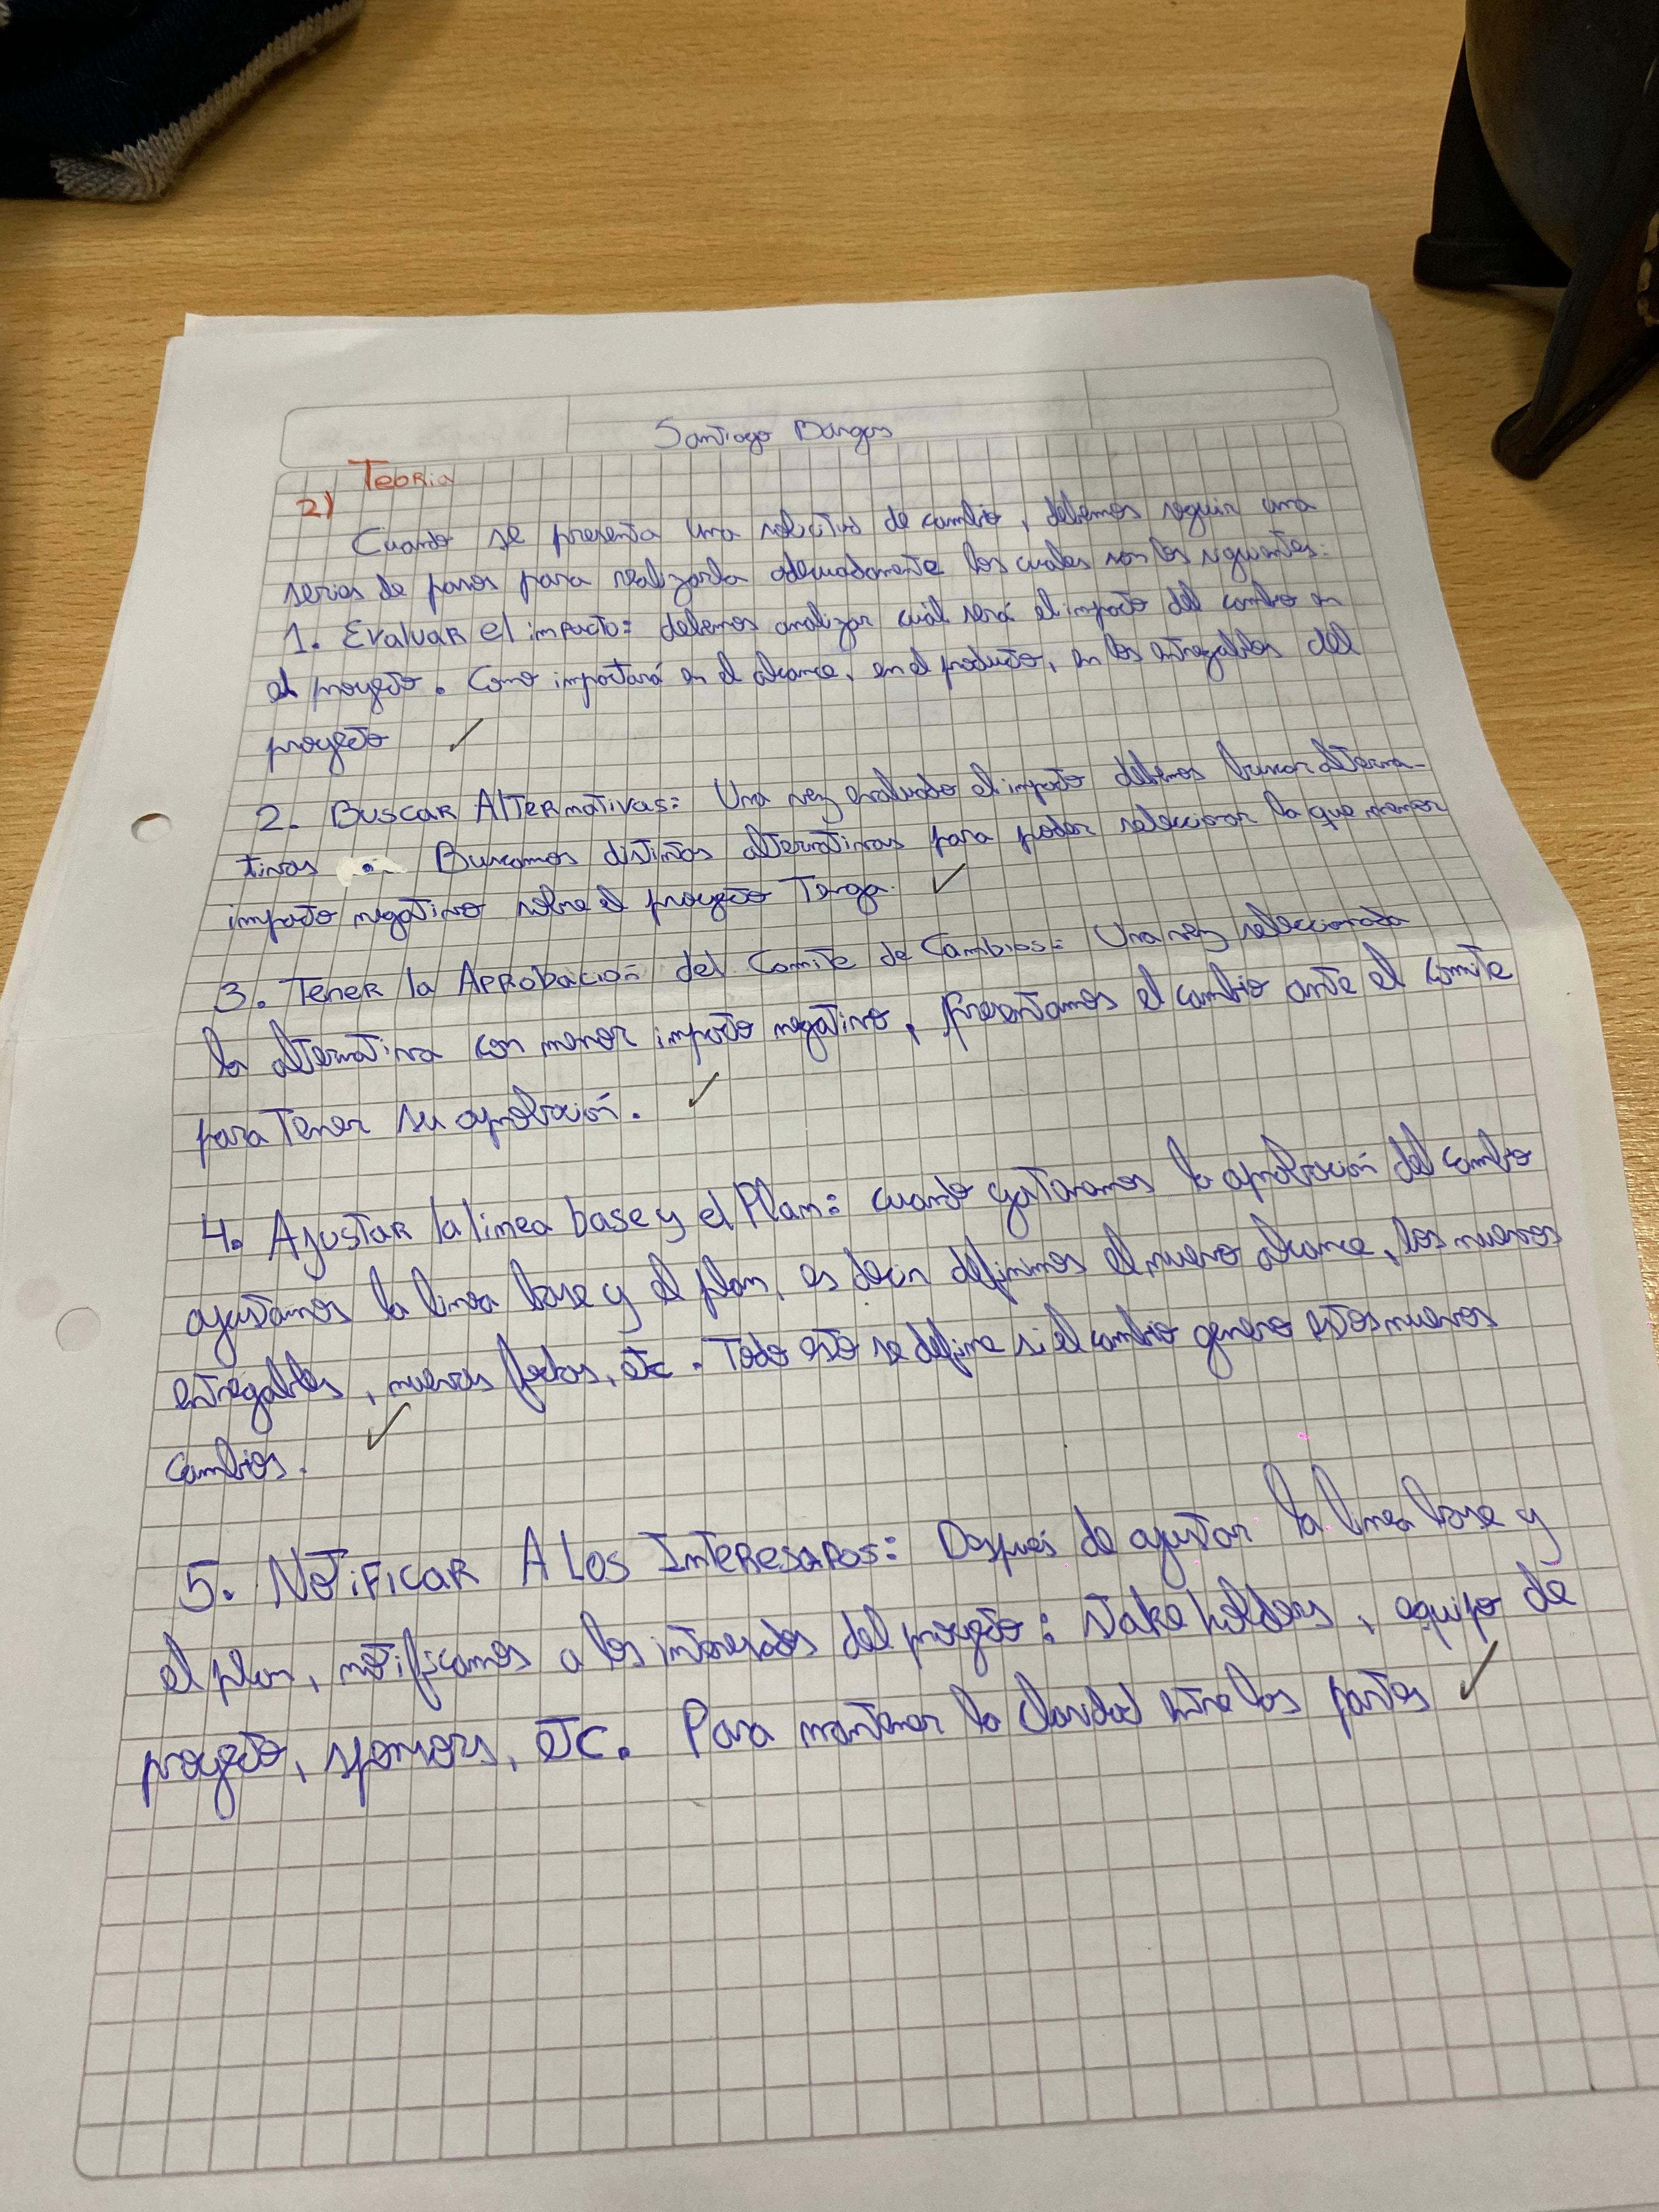 Santiago Bargas
Teoria
2)
Cuando se presenta una solicitud de cambio, debemos seguir una
series de pasos para realizarla adecuadamente los cuales son los siguientes:
1. Evaluar el impacto: debemos analizar cuál será el impacto del cambio en
el proyecto. Como impactará en el alcance, en el producto, en los entregables del
proyecto
2. Buscar Alternativas: Una vez evaluado el impacto debemos buscar alterna-
tivas. Buscamos distintas alternativas para poder seleccionar la que menor
impacto negativo sobre el proyecto Tenga.
3. Tener la Aprobación del Comite de Cambios: Una vez seleccionada
la alternativa con menor impacto negativo, presentamos el cambio ante el comite
para Tener su aprobación.
4. Ajustar la linea base y el Plan: cuando ya tenemos la aprobación del cambio
ajustamos la linea base y el plan, es decir definimos el nuevo alcance, los nuevos
entregables, nuevas fechas, etc. Todo esto se define si el cambio genero estos nuevos
cambios.
5. Notificar A los Interesados: Después de ajustar la linea base y
el plan, notificamos a los interesados del proyecto: Stakeholders, equipo de
proyecto, sponsors, etc. Para mantener la claridad entre las partes